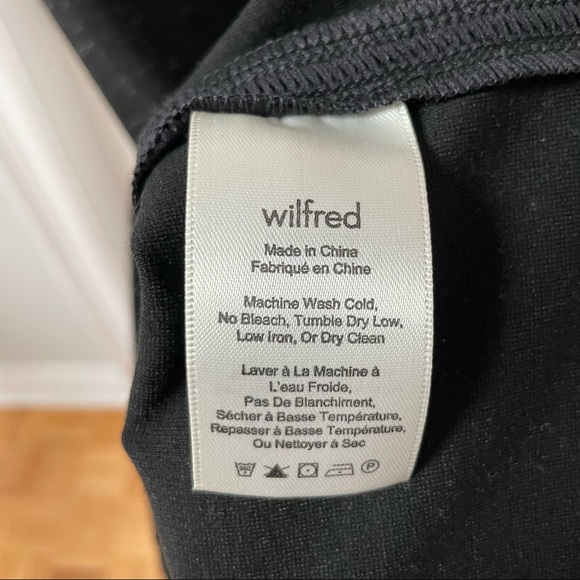 wilfred
Made in China
Fabriqué en Chine
Machine Wash Cold,
No Bleach, Tumble Dry Low,
Low Iron, Or Dry Clean
Laver à La Machine à
L'eau Froide,
Pas De Blanchiment,
Sécher à Basse Température,
Repasser à Basse Température,
Ou Nettoyer à Sec